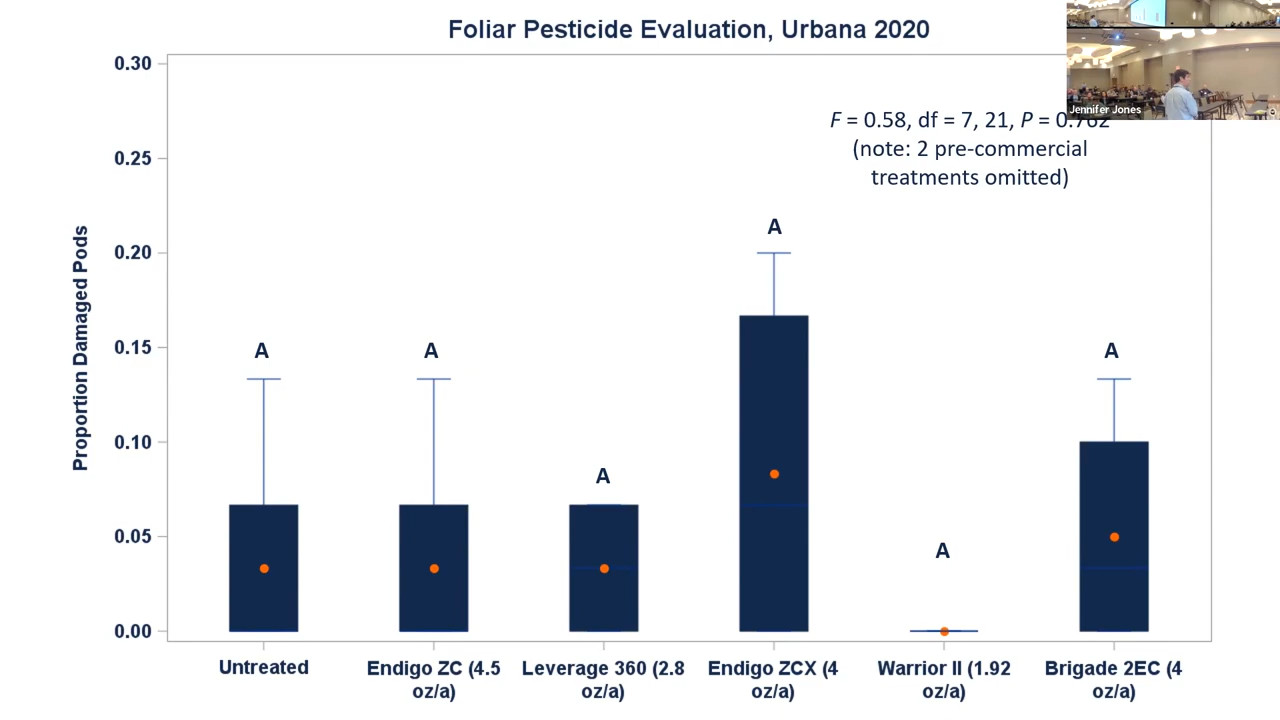 Foliar Pesticide Evaluation, Urbana 2020
Jennifer Jones
F = 0.58, df = 7, 21, P = 0.762
(note: 2 pre-commercial
treatments omitted)
Proportion Damaged Pods
0.30
0.25
0.20
0.15
0.10
0.05
0.00
A
A
A
A
A
A
Untreated
Endigo ZC (4.5
oz/a)
Leverage 360 (2.8
oz/a)
Endigo ZCX (4
oz/a)
Warrior II (1.92
oz/a)
Brigade 2EC (4
oz/a)